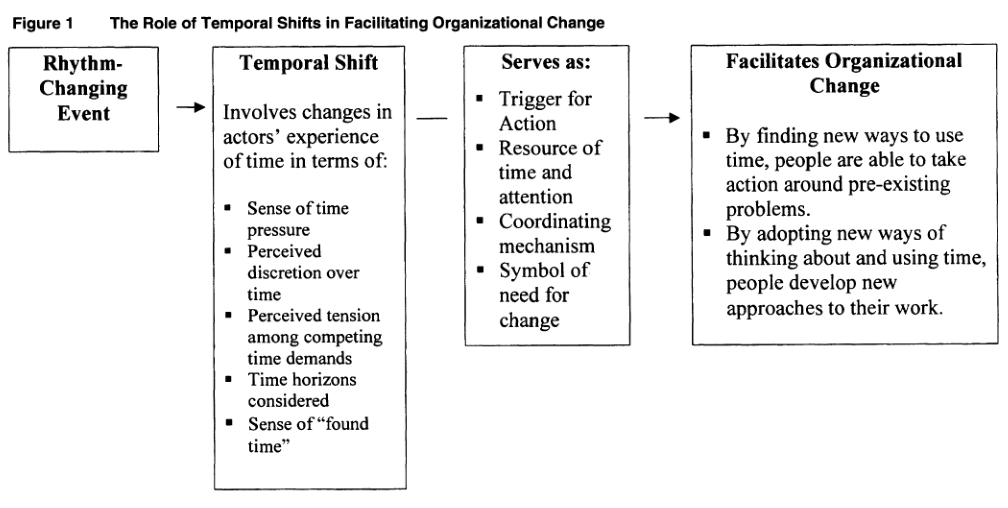 Figure 1 The Role of Temporal Shifts in Facilitating Organizational Change
Rhythm-
Changing
Event
Temporal Shift
Involves changes in
actors’ experience
of time in terms of:
▪ Sense of time
pressure
▪ Perceived
discretion over
time
▪ Perceived tension
among competing
time demands
▪ Time horizons
considered
▪ Sense of “found
time”
Serves as:
▪ Trigger for
Action
▪ Resource of
time and
attention
▪ Coordinating
mechanism
▪ Symbol of
need for
change
Facilitates Organizational
Change
▪ By finding new ways to use
time, people are able to take
action around pre-existing
problems.
▪ By adopting new ways of
thinking about and using time,
people develop new
approaches to their work.